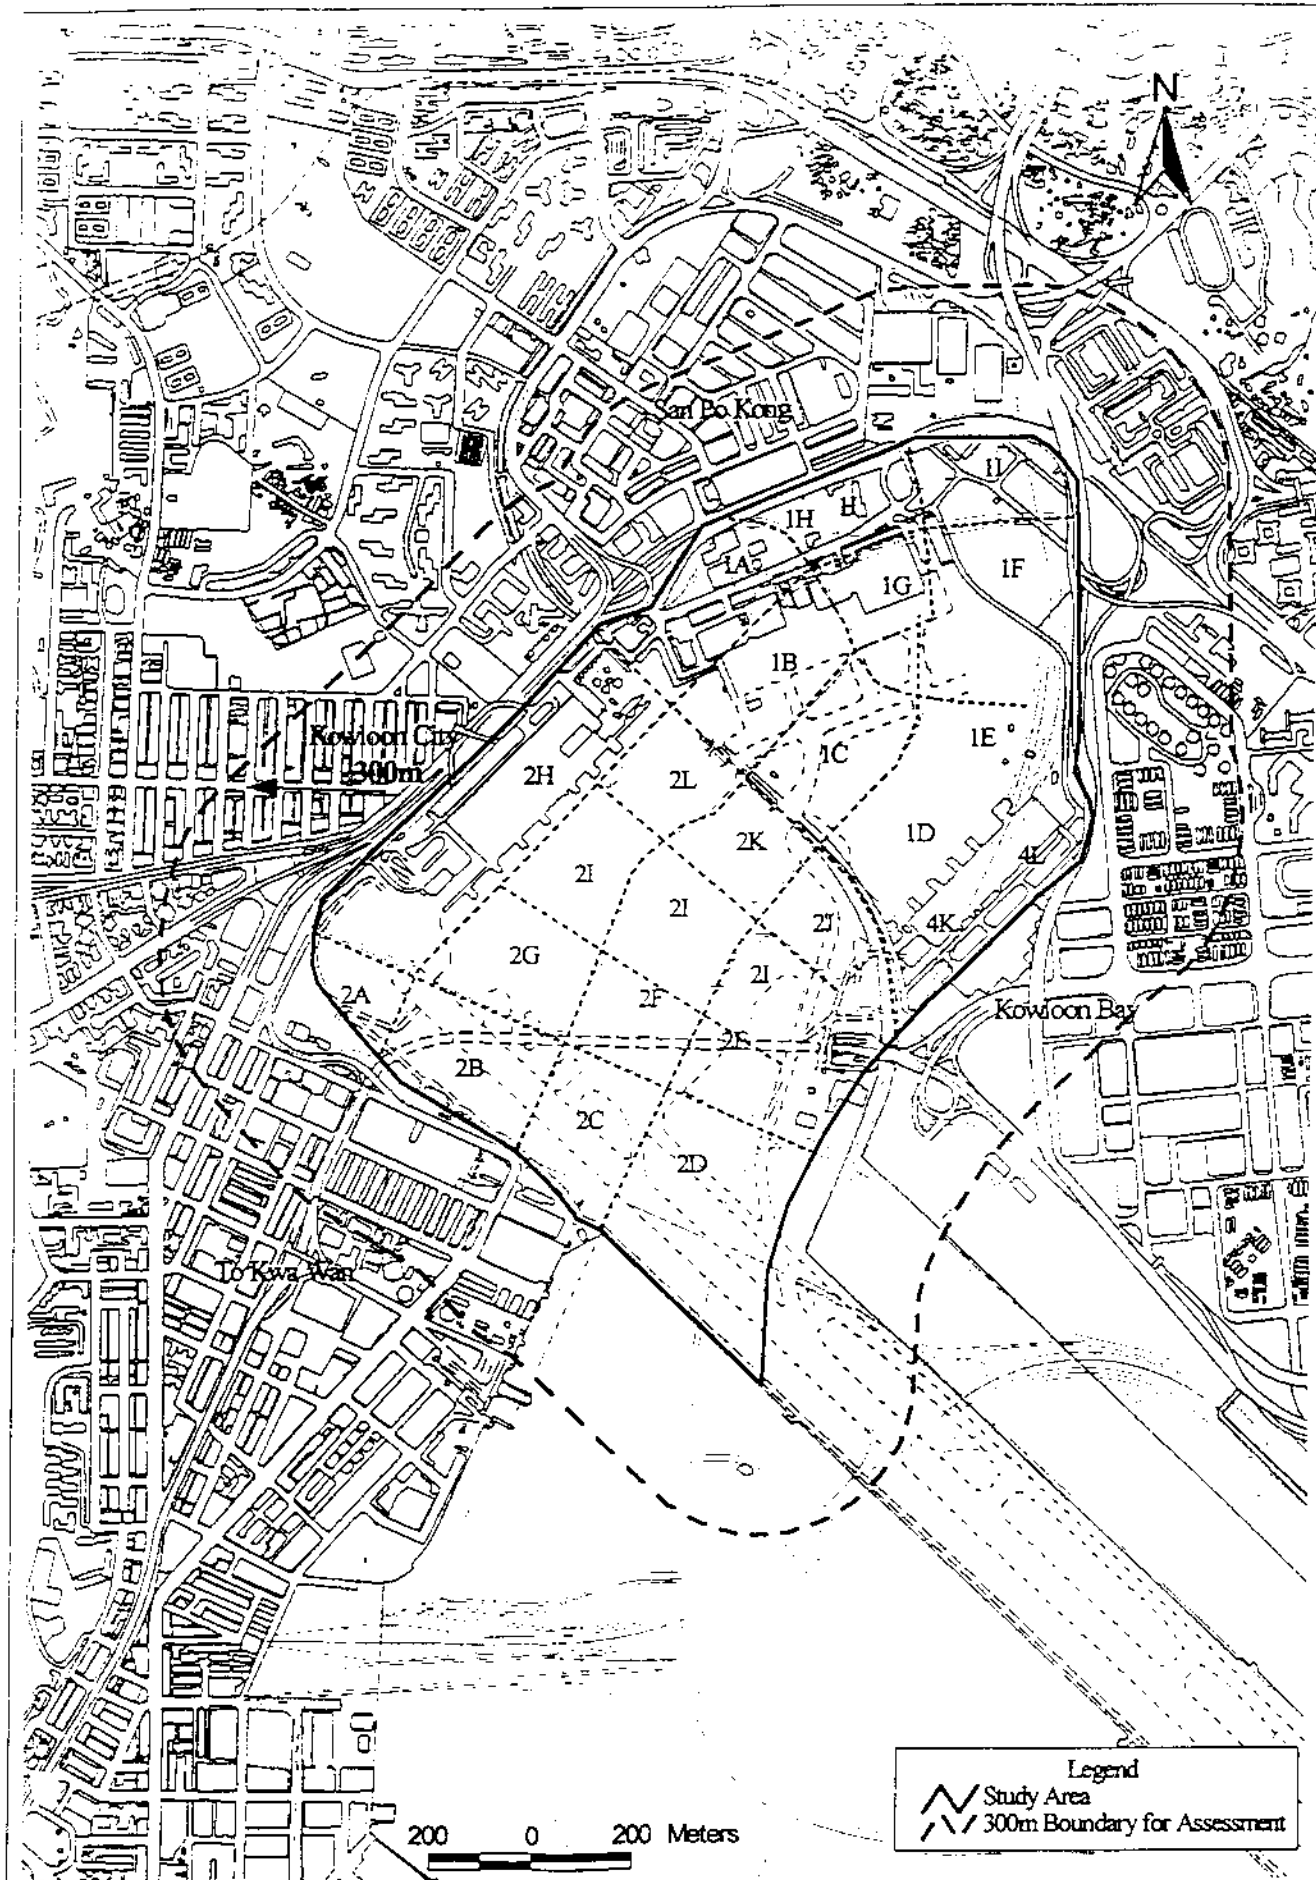 N
San Po Kong
1I
1H
H
1A
1G
1F
1B
Kowloon City
300m
2H
2L
1C
1E
2K
1D
4L
2I
2I
2J
4K
2G
2I
2A
2F
Kowloon Bay
2E
2B
2C
2D
To Kwa Wan
Legend
Study Area
300m Boundary for Assessment
200 0 200 Meters